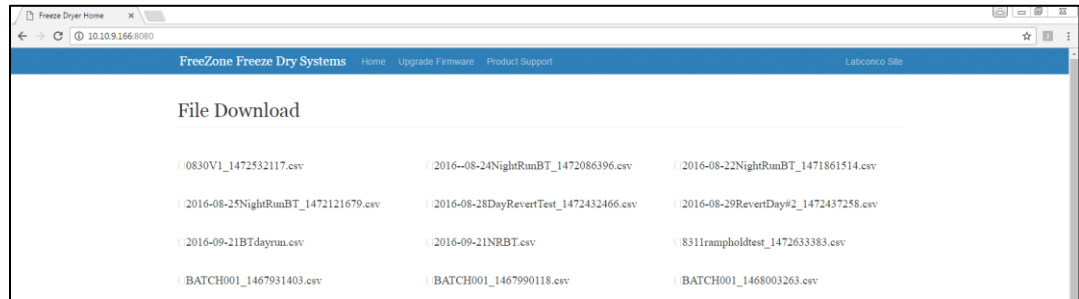 Freeze Dryer Home
10.10.9.166:8080
FreeZone Freeze Dry Systems Home Upgrade Firmware Product Support Labconco Site
File Download
0830V1_1472532117.csv 2016--08-24NightRunBT_1472086396.csv 2016-08-22NightRunBT_1471861514.csv
2016-08-25NightRunBT_1472121679.csv 2016-08-28DayRevertTest_1472432466.csv 2016-08-29RevertDay#2_1472437258.csv
2016-09-21BTdayrun.csv 2016-09-21NRBT.csv 8311rampholdtest_1472633383.csv
BATCH001_1467931403.csv BATCH001_1467990118.csv BATCH001_1468003263.csv